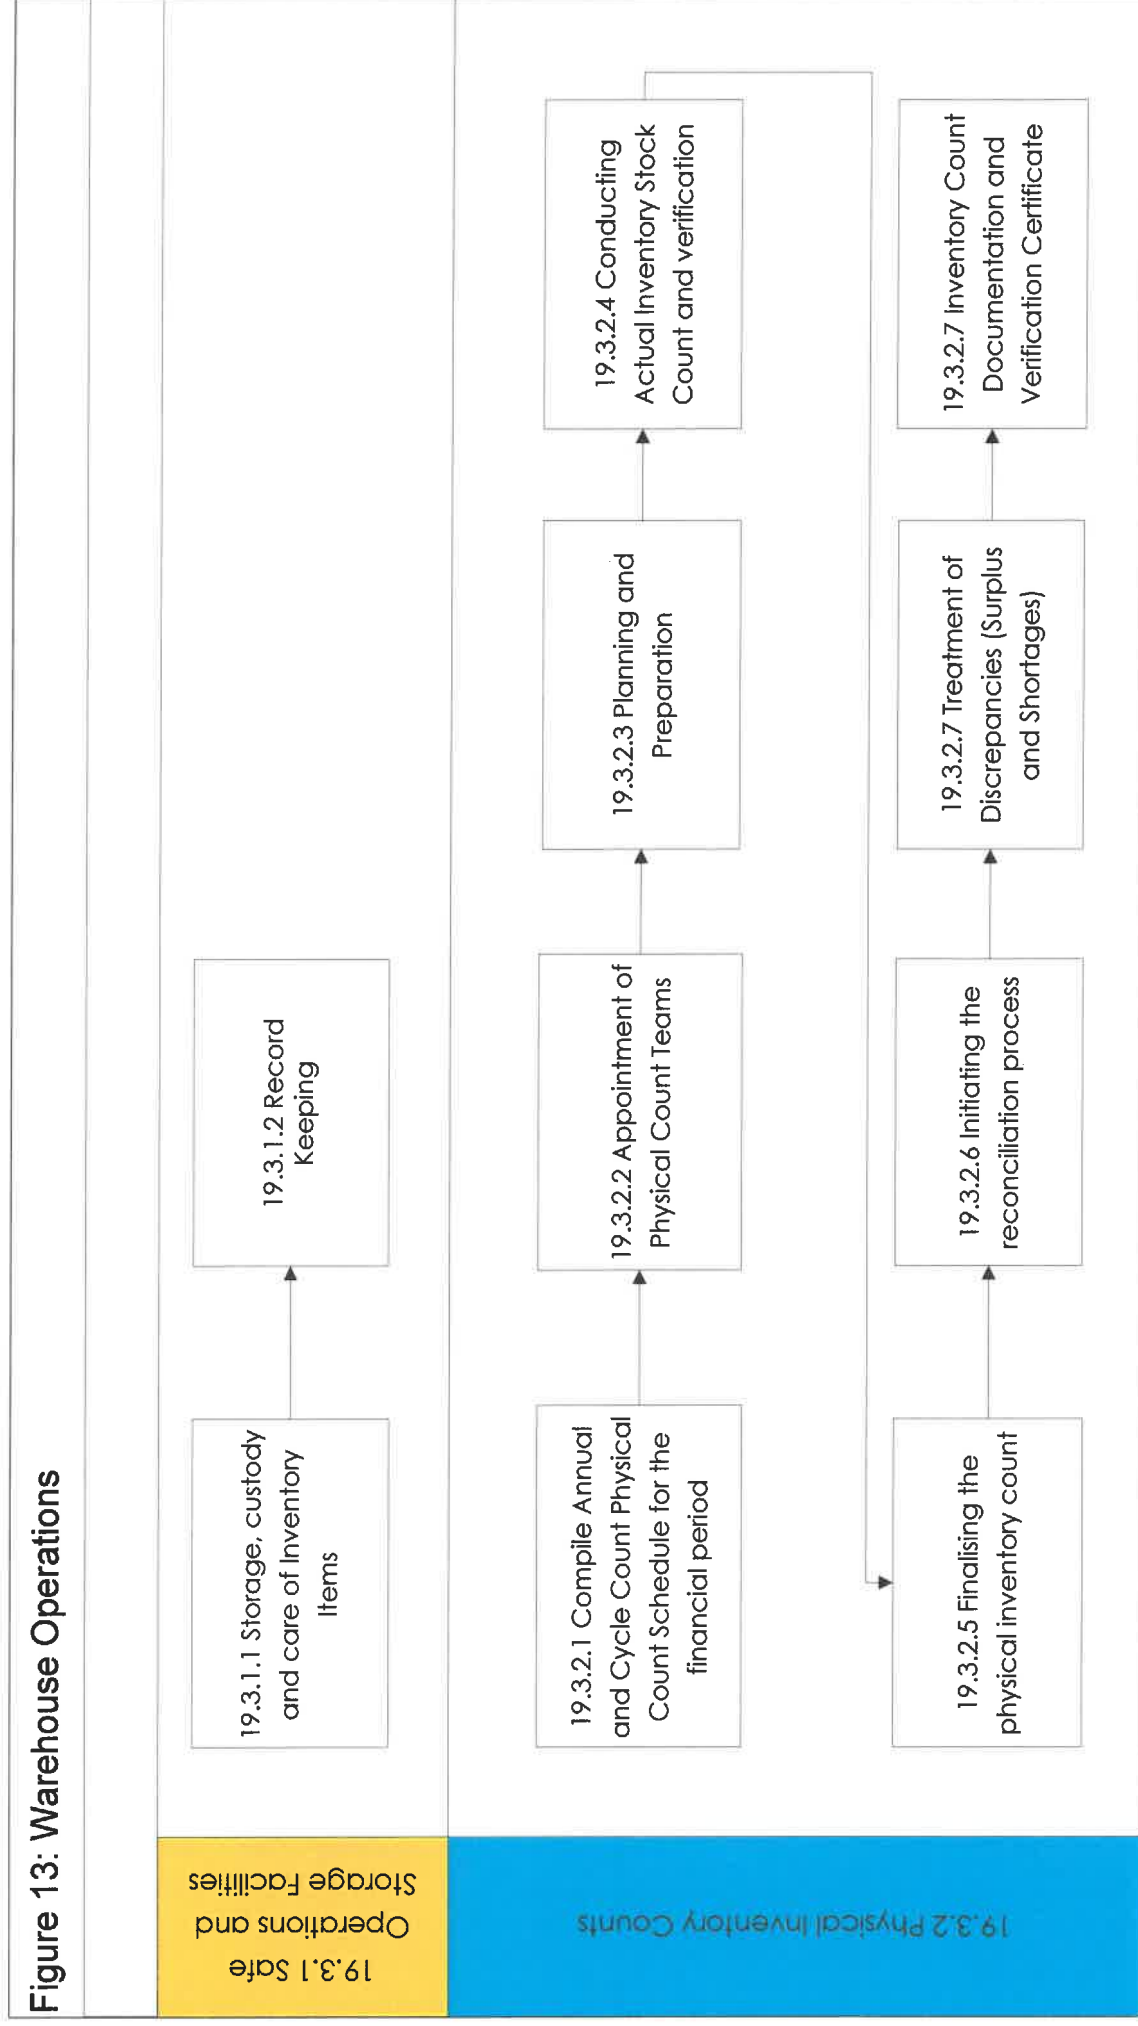 Figure 13: Warehouse Operations
19.3.1 Safe
Operations and
Storage Facilities
19.3.1.1 Storage, custody
and care of Inventory
Items
19.3.1.2 Record
Keeping
19.3.2 Physical Inventory Counts
19.3.2.1 Compile Annual
and Cycle Count Physical
Count Schedule for the
financial period
19.3.2.2 Appointment of
Physical Count Teams
19.3.2.3 Planning and
Preparation
19.3.2.4 Conducting
Actual Inventory Stock
Count and verification
19.3.2.5 Finalising the
physical inventory count
19.3.2.6 Initiating the
reconciliation process
19.3.2.7 Treatment of
Discrepancies (Surplus
and Shortages)
19.3.2.7 Inventory Count
Documentation and
Verification Certificate